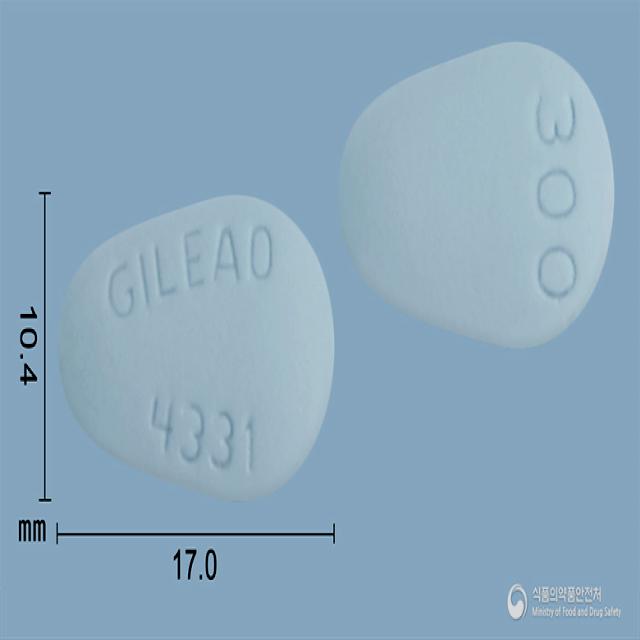 GILEAD
4331
300
10.4
mm
17.0
식품의약품안전처
Ministry of Food and Drug Safety